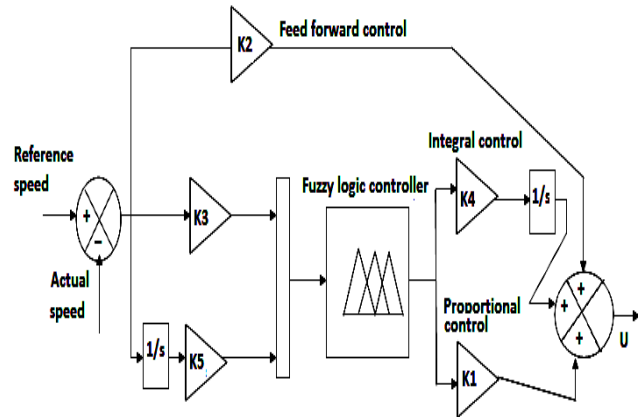 Feed forward control
K2
Reference
speed
+
−
Actual
speed
K3
1/s
K5
Fuzzy logic controller
Integral control
K4
1/s
Proportional
control
K1
+
+
+
U